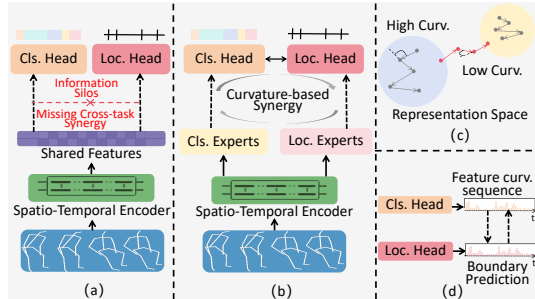 Cls. Head
Loc. Head
Information
Silos
Missing Cross-task
Synergy
Shared Features
Spatio-Temporal Encoder
(a)
Cls. Head
Loc. Head
Curvature-based
Synergy
Cls. Experts
Loc. Experts
Spatio-Temporal Encoder
(b)
High Curv.
Low Curv.
Representation Space
(c)
Feature curv.
sequence
Cls. Head
t
Loc. Head
t
Boundary
Prediction
(d)